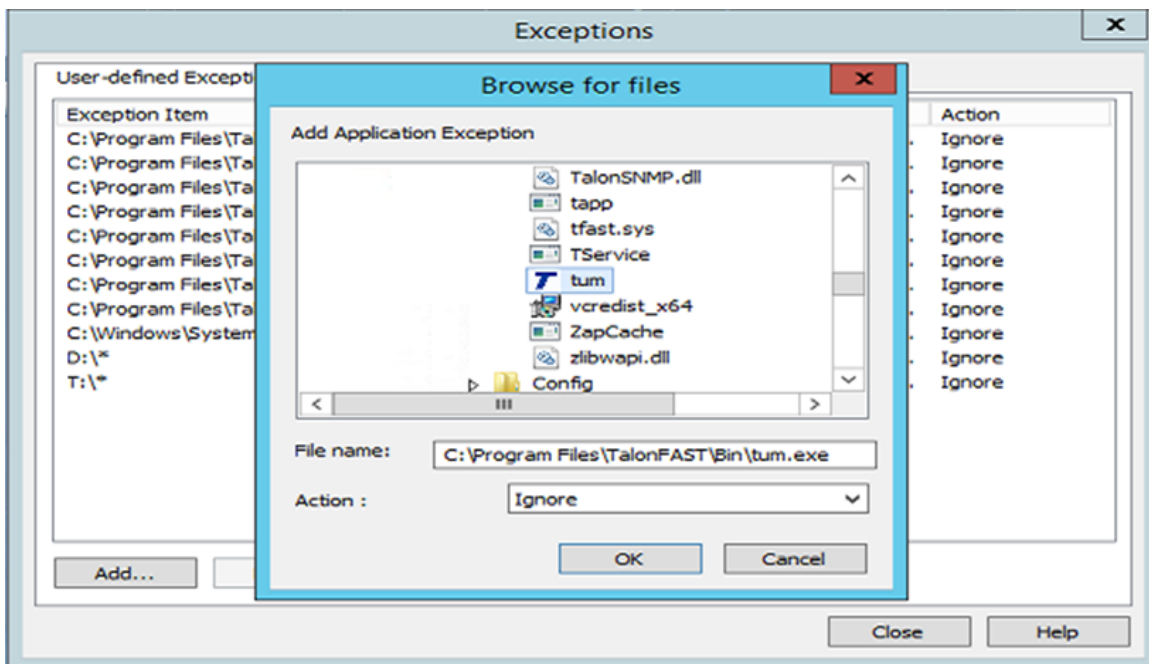 Exceptions
x
User-defined Excepti
Exception Item
Action
C:\Program Files\Ta
. Ignore
C:\Program Files\Ta
. Ignore
C:\Program Files\Ta
. Ignore
C:\Program Files\Ta
. Ignore
C:\Program Files\Ta
. Ignore
C:\Program Files\Ta
. Ignore
C:\Program Files\Ta
. Ignore
C:\Program Files\Ta
. Ignore
C:\Windows\System
. Ignore
D:\*
. Ignore
T:\*
. Ignore
Browse for files
x
Add Application Exception
TalonSNMP.dll
tapp
tfast.sys
TService
tum
vcredist_x64
ZapCache
zlibwapi.dll
Config
File name: C:\Program Files\TalonFAST\Bin\tum.exe
Action : Ignore
OK Cancel
Add...
Close Help